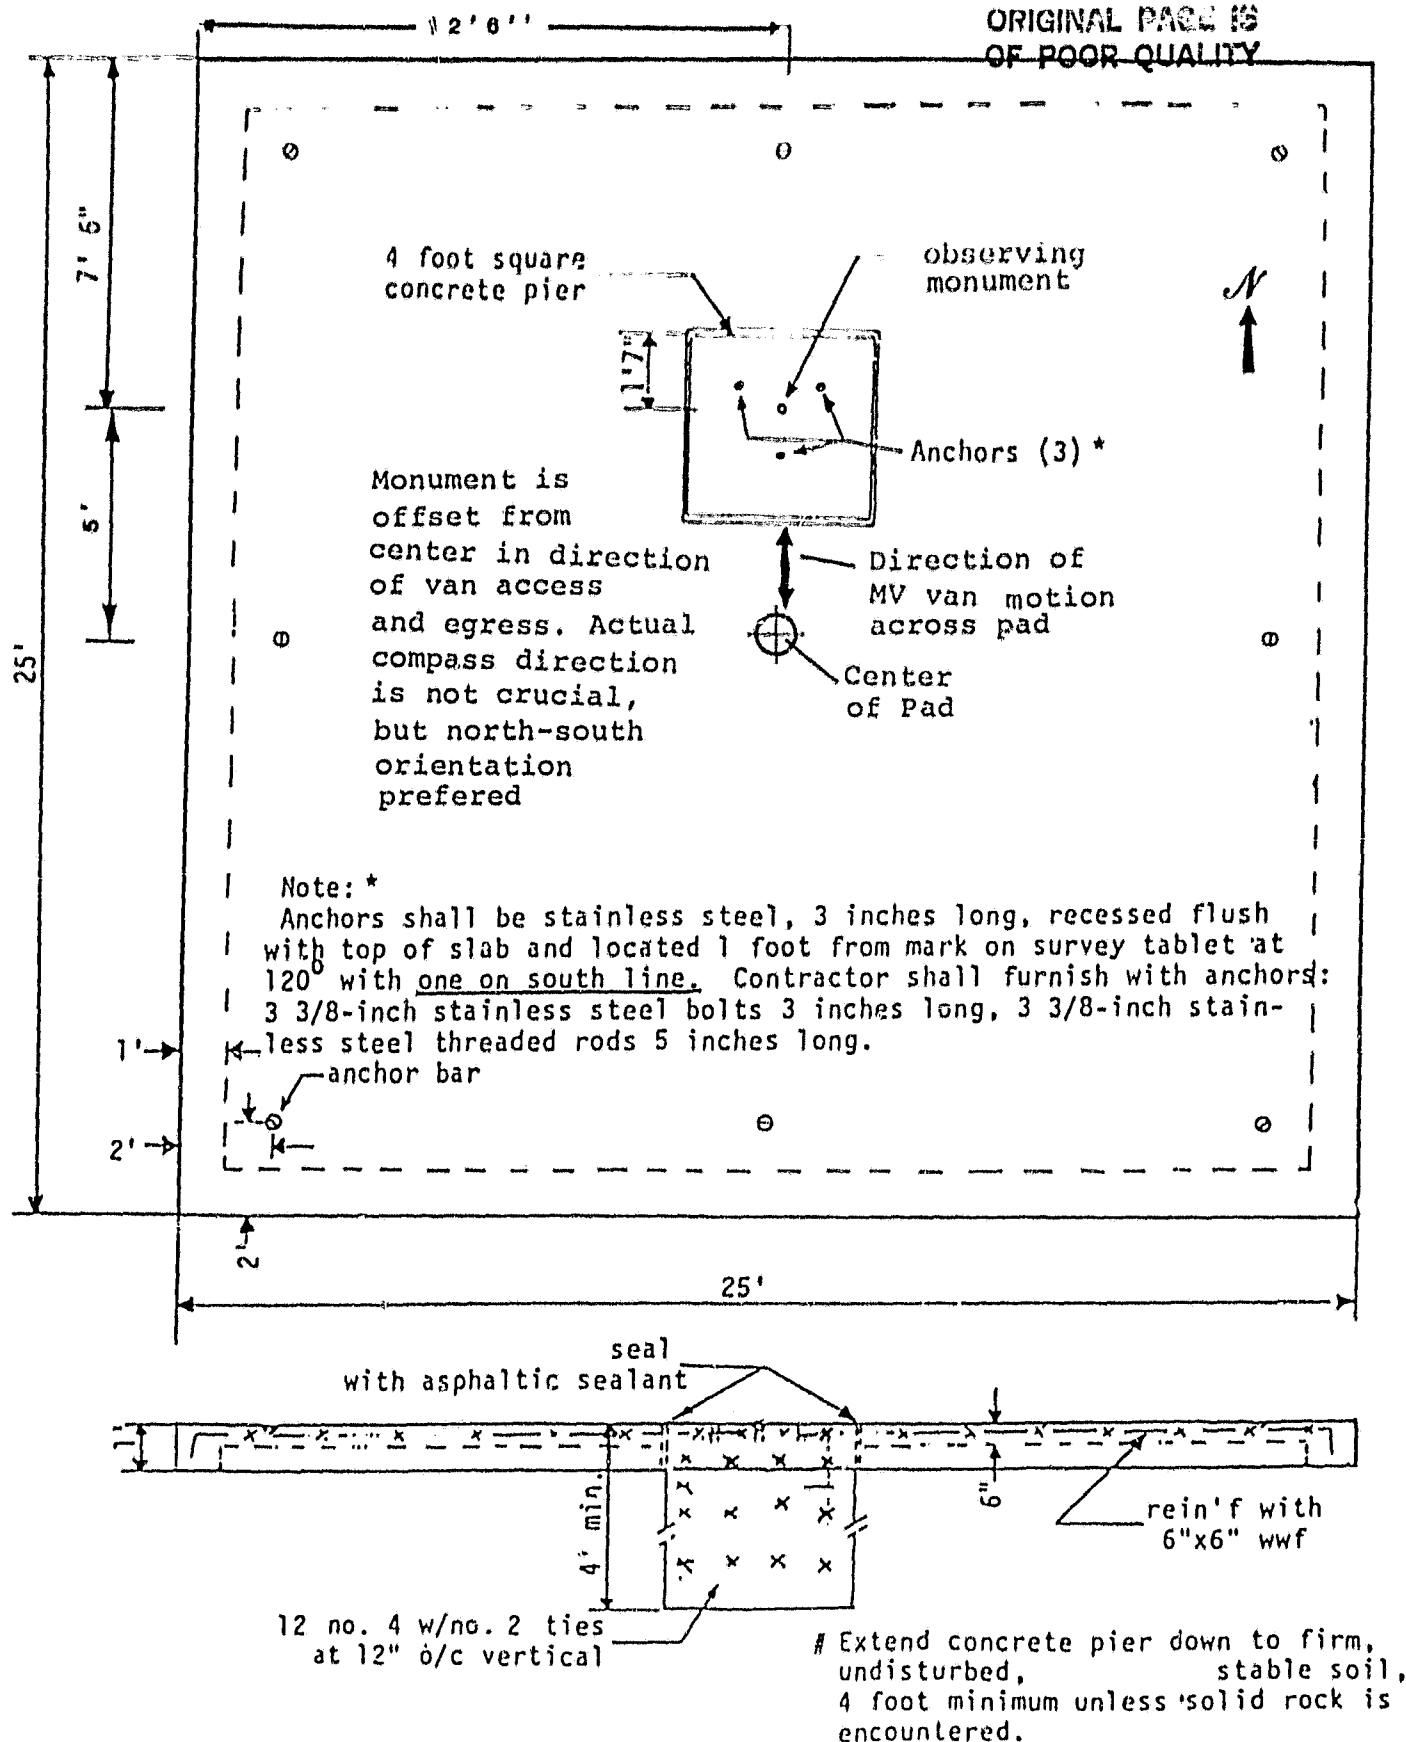 ORIGINAL PAGE IS
OF POOR QUALITY
12'6''
7' 6"
4 foot square
concrete pier
observing
monument
N
1'7"
Anchors (3) *
Monument is
offset from
center in direction
of van access
and egress. Actual
compass direction
is not crucial,
but north-south
orientation
prefered
5'
Direction of
MV van motion
across pad
25'
Center
of Pad
Note: *
Anchors shall be stainless steel, 3 inches long, recessed flush
with top of slab and located 1 foot from mark on survey tablet at
120° with one on south line. Contractor shall furnish with anchors:
3 3/8-inch stainless steel bolts 3 inches long, 3 3/8-inch stain-
less steel threaded rods 5 inches long.
1'
anchor bar
2'
2'
25'
seal
with asphaltic sealant
1'
4' min.
6"
rein'f with
6"x6" wwf
12 no. 4 w/no. 2 ties
at 12" o/c vertical
# Extend concrete pier down to firm,
undisturbed, stable soil,
4 foot minimum unless solid rock is
encountered.